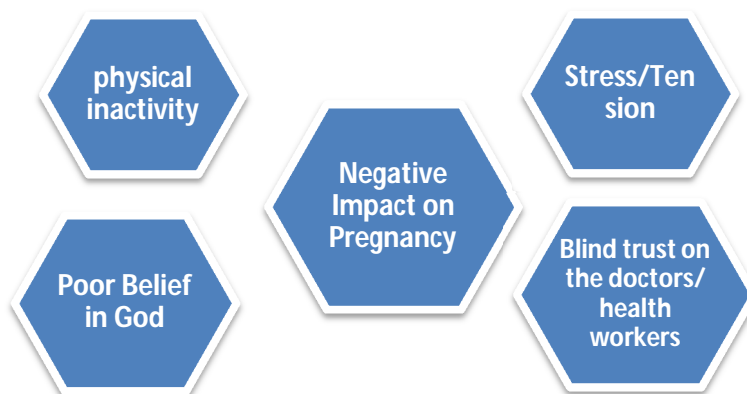 physical
inactivity
Stress/Ten
sion
Negative
Impact on
Pregnancy
Poor Belief
in God
Blind trust on
the doctors/
health
workers